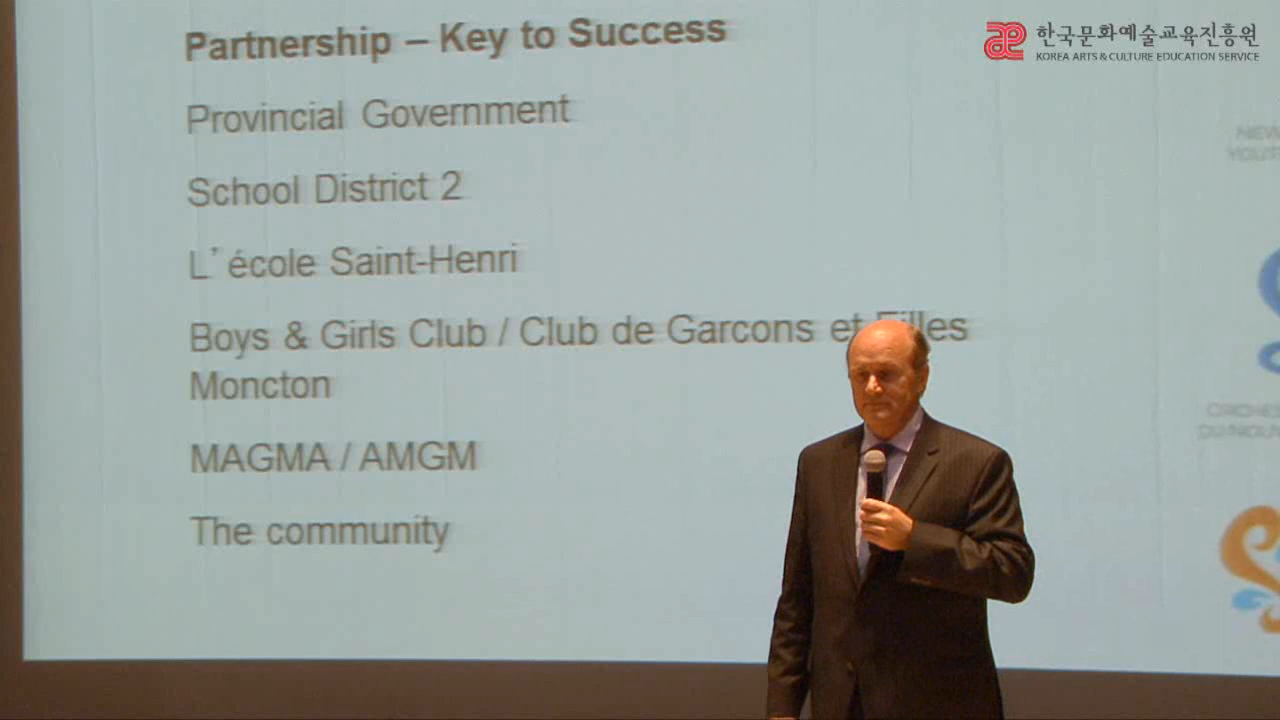 Partnership – Key to Success
한국문화예술교육진흥원
KOREA ARTS & CULTURE EDUCATION SERVICE
Provincial Government
School District 2
L' école Saint-Henri
Boys & Girls Club / Club de Garcons et Filles
Moncton
MAGMA / AMGM
The community